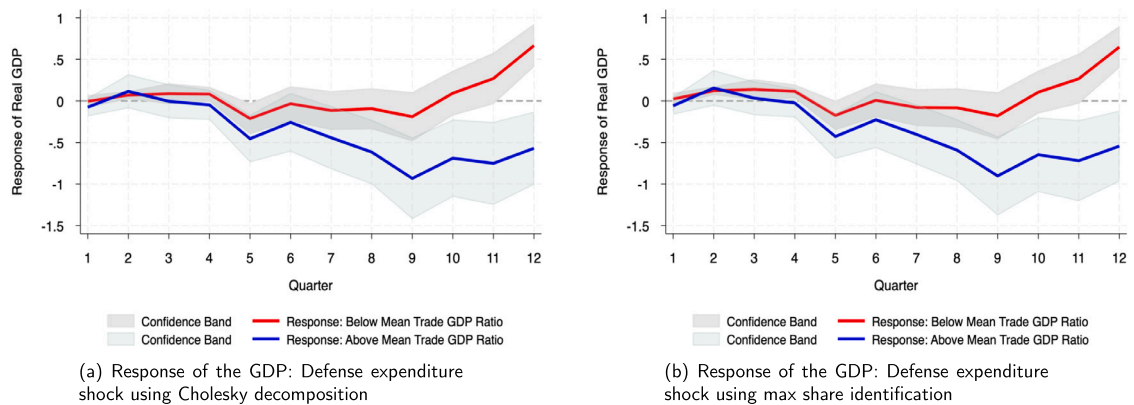 Response of Real GDP
1
.5
0
-.5
-1
-1.5
1 2 3 4 5 6 7 8 9 10 11 12
Quarter
Confidence Band Response: Below Mean Trade GDP Ratio
Confidence Band Response: Above Mean Trade GDP Ratio
(a) Response of the GDP: Defense expenditure
shock using Cholesky decomposition
Response of Real GDP
1
.5
0
-.5
-1
-1.5
1 2 3 4 5 6 7 8 9 10 11 12
Quarter
Confidence Band Response: Below Mean Trade GDP Ratio
Confidence Band Response: Above Mean Trade GDP Ratio
(b) Response of the GDP: Defense expenditure
shock using max share identification